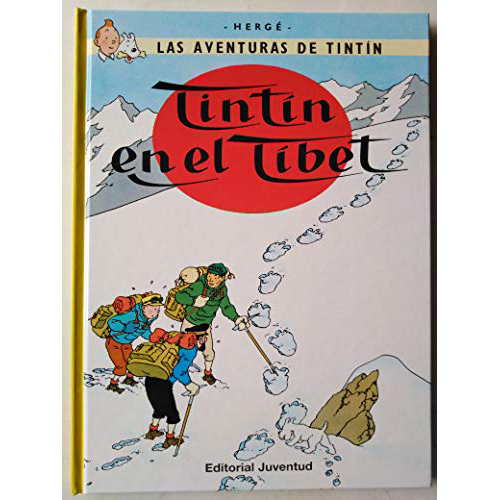 - HERGÉ -
LAS AVENTURAS DE TINTÍN
Tintín
en el Tíbet
Editorial Juventud